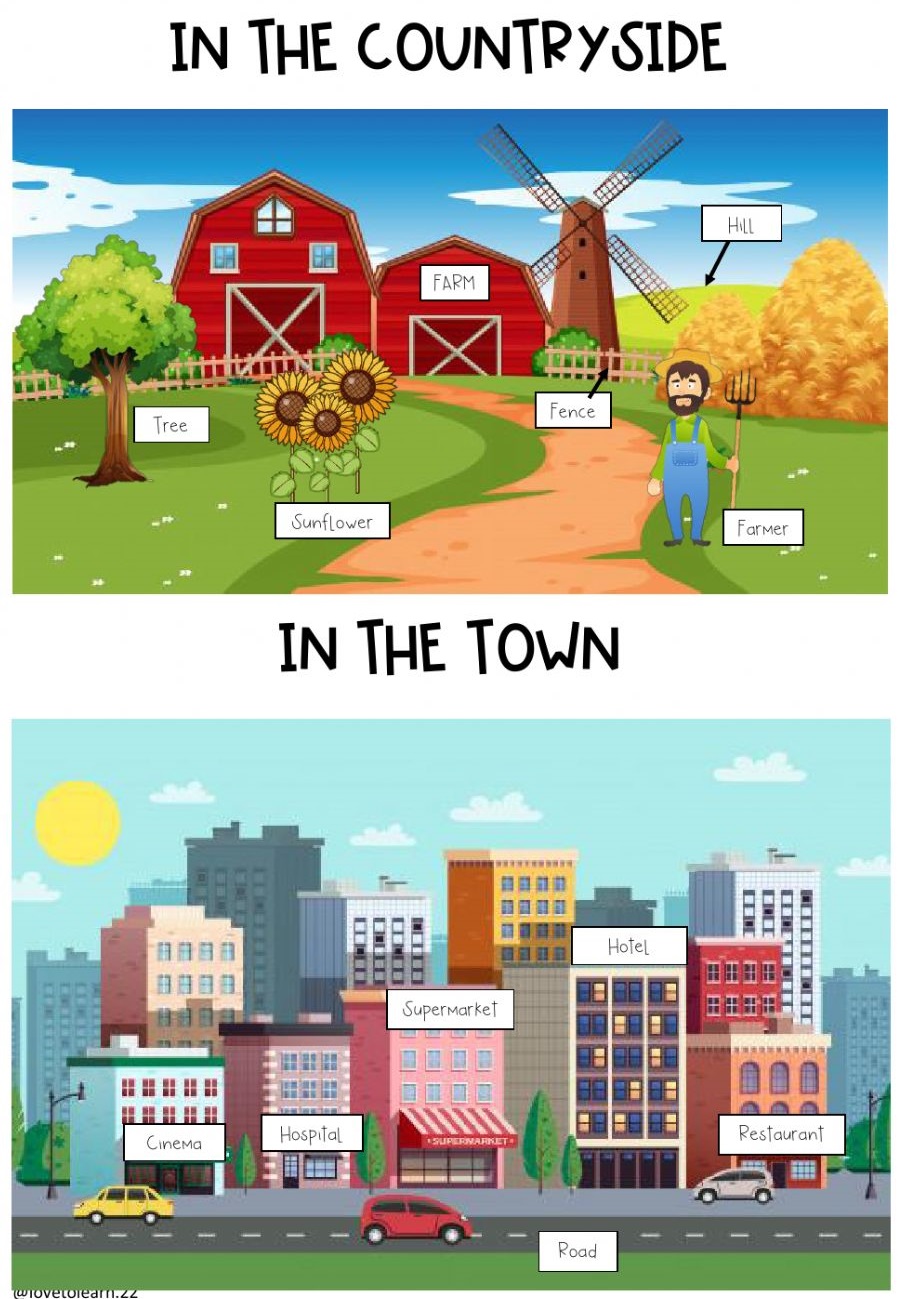 IN THE COUNTRYSIDE
Hill
FARM
Fence
Tree
Sunflower
Farmer
IN THE TOWN
Hotel
Supermarket
Cinema
Hospital
• SUPERMARKET •
Restaurant
Road
@lovetolearn.22